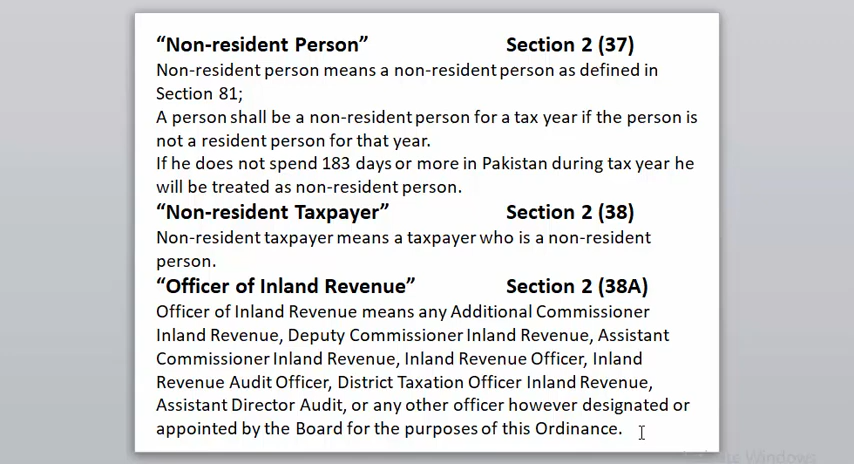 “Non-resident Person” Section 2 (37)
Non-resident person means a non-resident person as defined in
Section 81;
A person shall be a non-resident person for a tax year if the person is
not a resident person for that year.
If he does not spend 183 days or more in Pakistan during tax year he
will be treated as non-resident person.
“Non-resident Taxpayer” Section 2 (38)
Non-resident taxpayer means a taxpayer who is a non-resident
person.
“Officer of Inland Revenue” Section 2 (38A)
Officer of Inland Revenue means any Additional Commissioner
Inland Revenue, Deputy Commissioner Inland Revenue, Assistant
Commissioner Inland Revenue, Inland Revenue Officer, Inland
Revenue Audit Officer, District Taxation Officer Inland Revenue,
Assistant Director Audit, or any other officer however designated or
appointed by the Board for the purposes of this Ordinance.
Windows